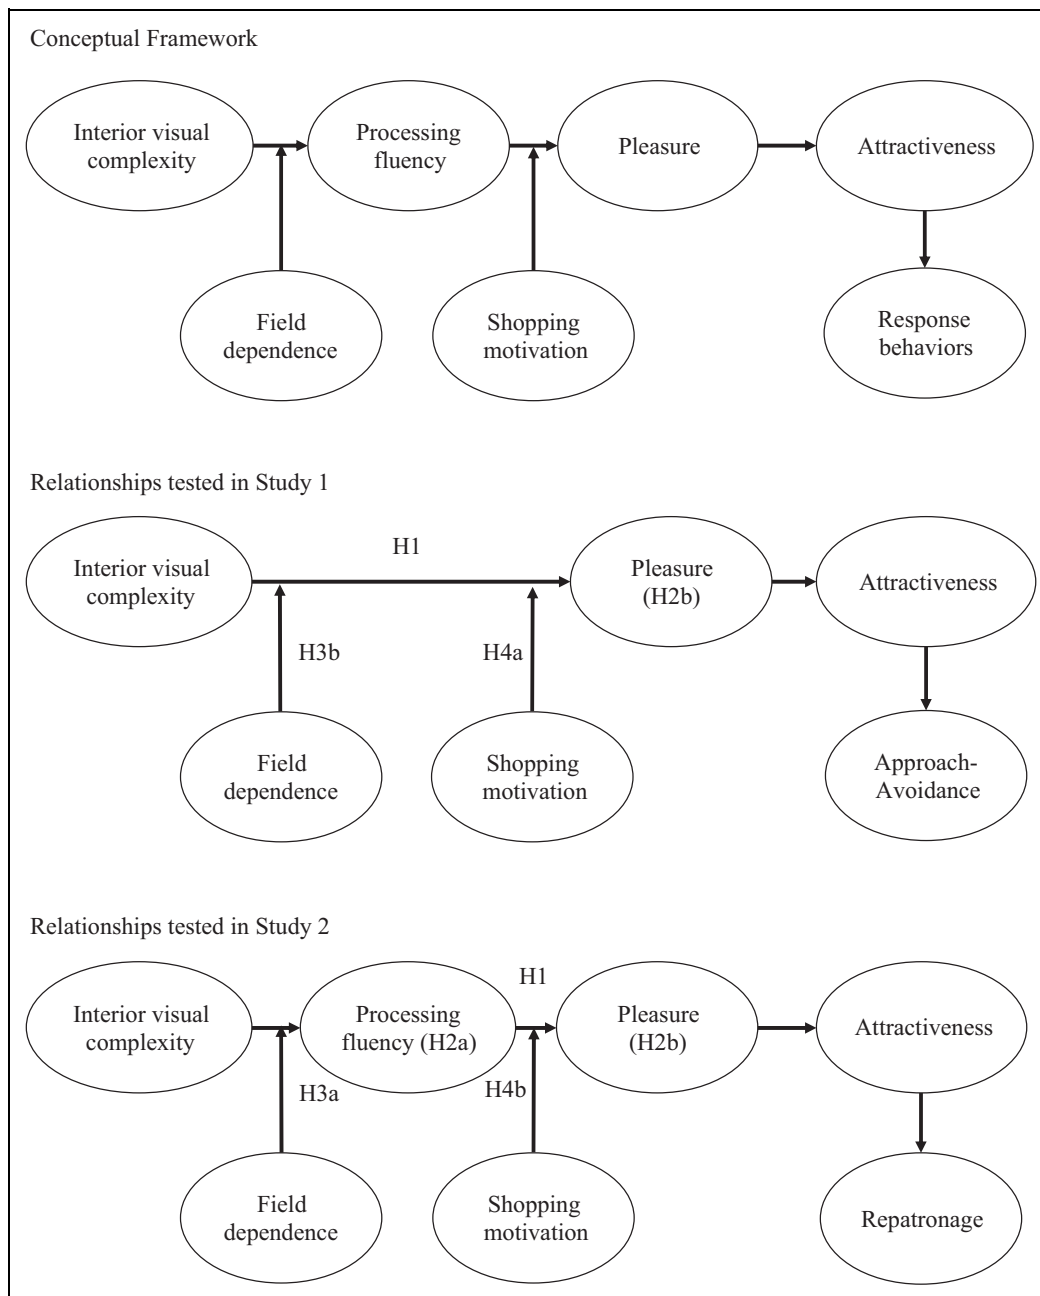 Conceptual Framework
Interior visual
complexity
Processing
fluency
Pleasure
Attractiveness
Field
dependence
Shopping
motivation
Response
behaviors
Relationships tested in Study 1
H1
Interior visual
complexity
Pleasure
(H2b)
Attractiveness
H3b
H4a
Field
dependence
Shopping
motivation
Approach-
Avoidance
Relationships tested in Study 2
H1
Interior visual
complexity
Processing
fluency (H2a)
Pleasure
(H2b)
Attractiveness
H3a
H4b
Field
dependence
Shopping
motivation
Repatronage